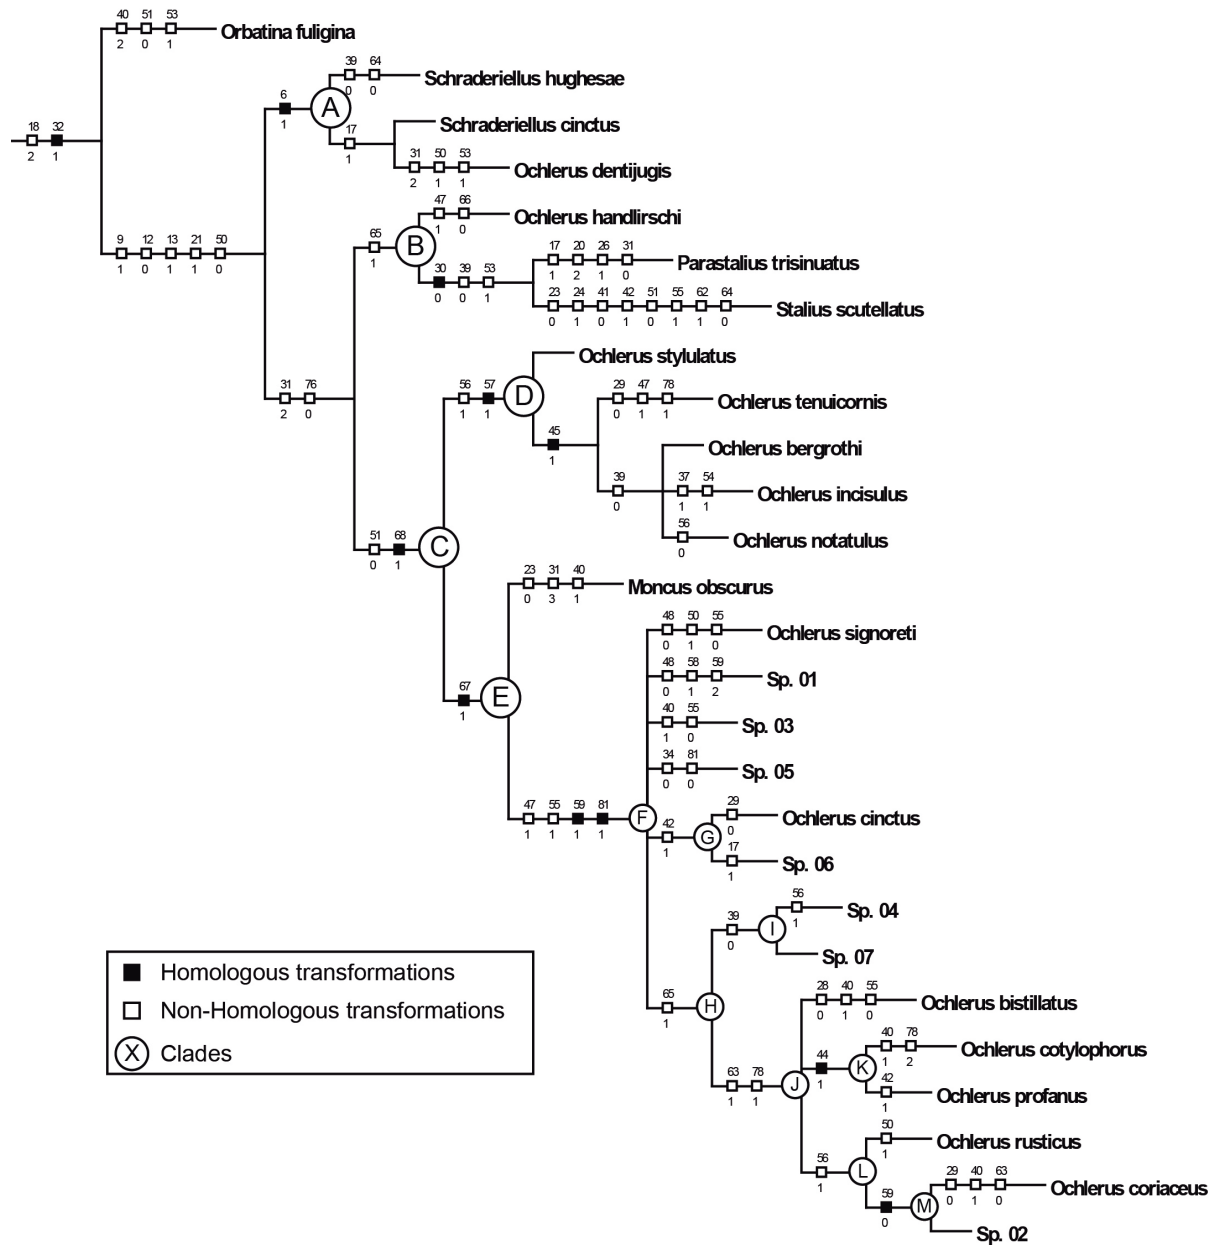 40 51 53
2 0 1
Orbatina fuligina
39 64
0 0
Schraderiellus hughesae
6
1
A
18 32
2 1
17
1
Schraderiellus cinctus
31 50 53
2 1 1
Ochlerus dentijugis
9 12 13 21 50
1 0 1 1 0
47 66
1 0
Ochlerus handlirschi
65
1
B
30 39 53
0 0 1
17 20 26 31
1 2 1 0
Parastalius trisinuatus
23 24 41 42 51 55 62 64
0 1 0 1 0 1 1 0
Stalius scutellatus
31 76
2 0
Ochlerus stylulatus
56 57
1 1
D
29 47 78
0 1 1
Ochlerus tenuicornis
45
1
Ochlerus bergrothi
39
0
37 54
1 1
Ochlerus incisulus
56
0
Ochlerus notatulus
51 68
0 1
C
23 31 40
0 3 1
Moncus obscurus
48 50 55
0 1 0
Ochlerus signoreti
67
1
E
48 58 59
0 1 2
Sp. 01
40 55
1 0
Sp. 03
34 81
0 0
Sp. 05
47 55 59 81
1 1 1 1
F
29
0
Ochlerus cinctus
42
1
G
17
1
Sp. 06
56
1
Sp. 04
39
0
I
Sp. 07
65
1
H
28 40 55
0 1 0
Ochlerus bistillatus
40 78
1 2
Ochlerus cotylophorus
44
1
K
63 78
1 1
J
42
1
Ochlerus profanus
50
1
Ochlerus rusticus
56
1
L
29 40 63
0 1 0
Ochlerus coriaceus
59
0
M
Sp. 02
Homologous transformations
Non-Homologous transformations
X Clades